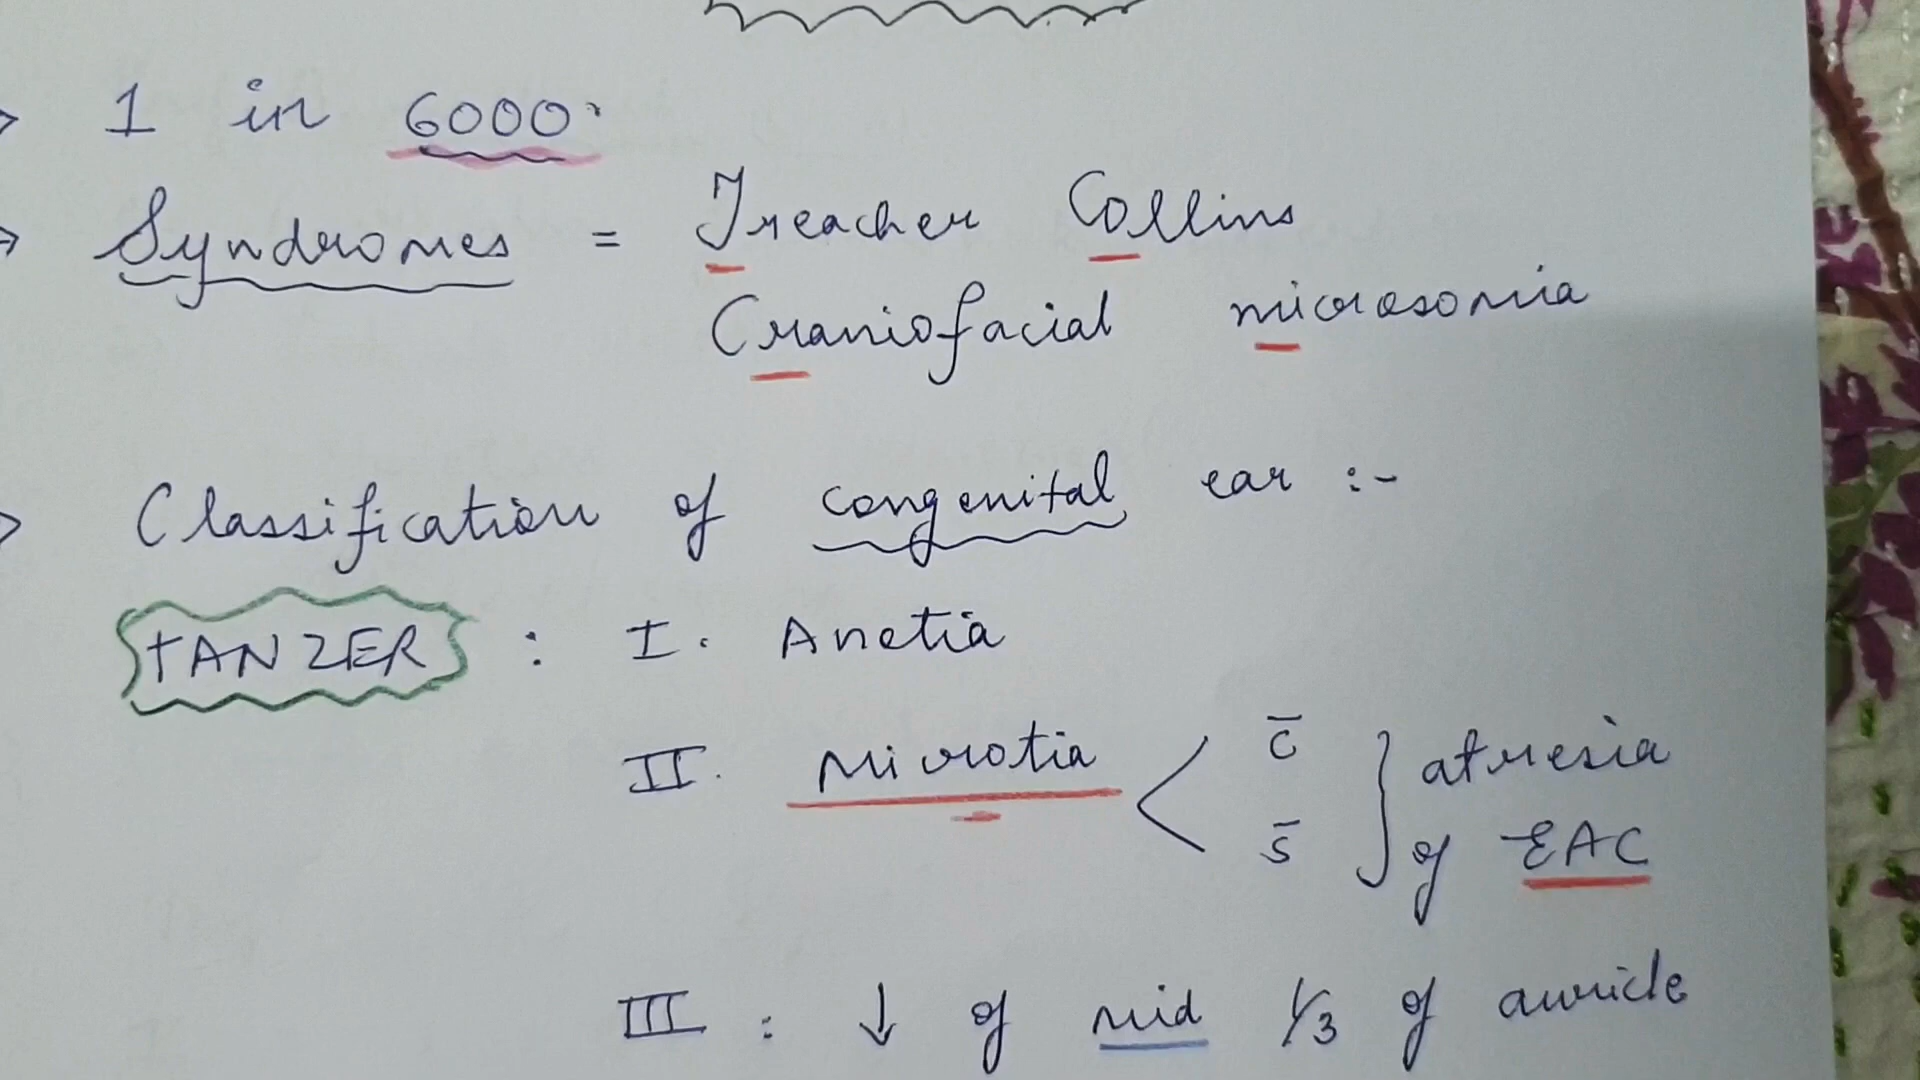 → 1 in 6000.
→ Syndromes = Treacher Collins
Craniofacial microsomia
→ Classification of congenital ear :-
TANZER : I. Anotia
II. Microtia < c̄ } atresia
s̄ } of EAC
III : ↓ of mid 1/3 of auricle